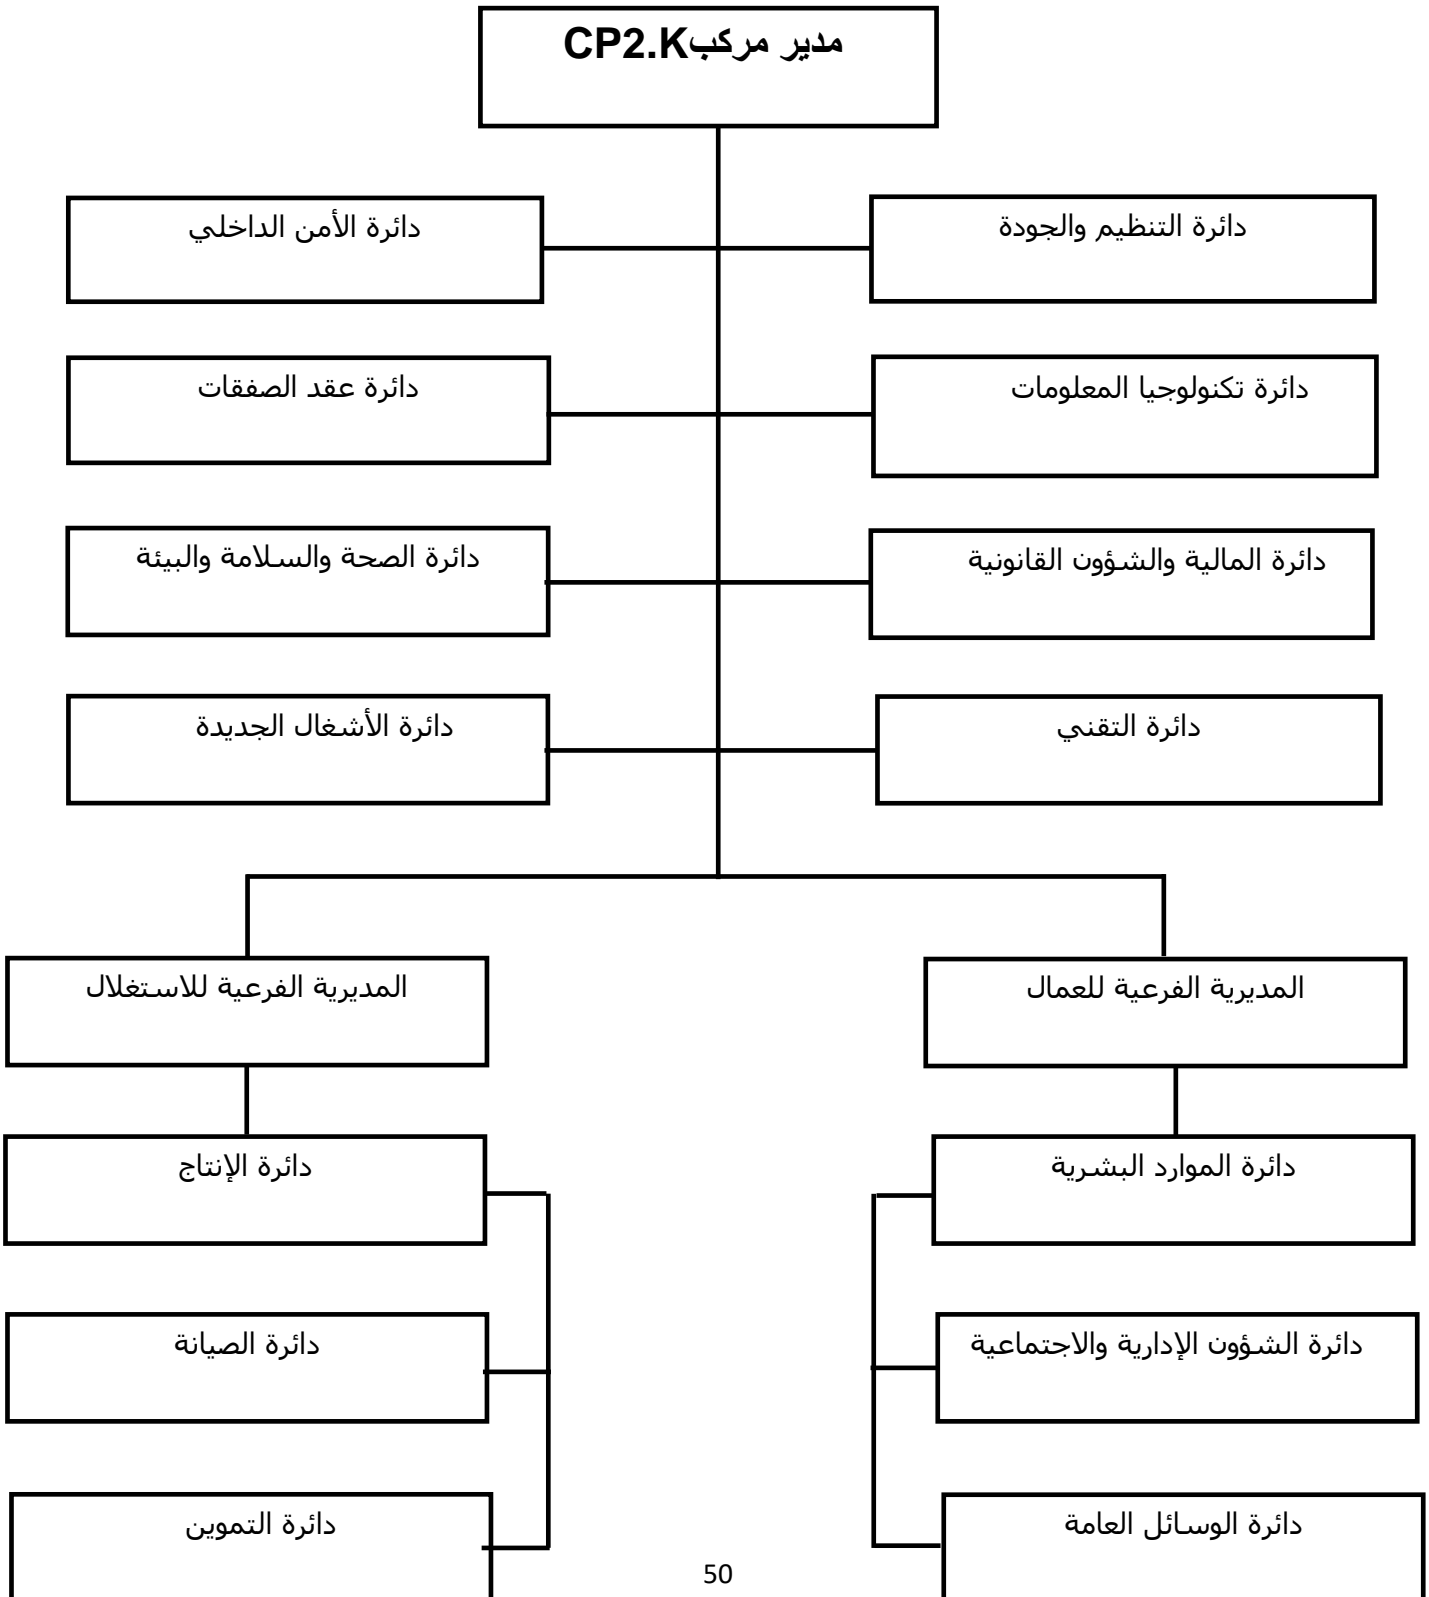 مدير مركب CP2.K
دائرة التنظيم والجودة
دائرة الأمن الداخلي
دائرة تكنولوجيا المعلومات
دائرة عقد الصفقات
دائرة المالية والشؤون القانونية
دائرة الصحة والسلامة والبيئة
دائرة التقني
دائرة الأشغال الجديدة
المديرية الفرعية للعمال
المديرية الفرعية للاستغلال
دائرة الموارد البشرية
دائرة الإنتاج
دائرة الشؤون الإدارية والاجتماعية
دائرة الصيانة
دائرة الوسائل العامة
دائرة التموين
50